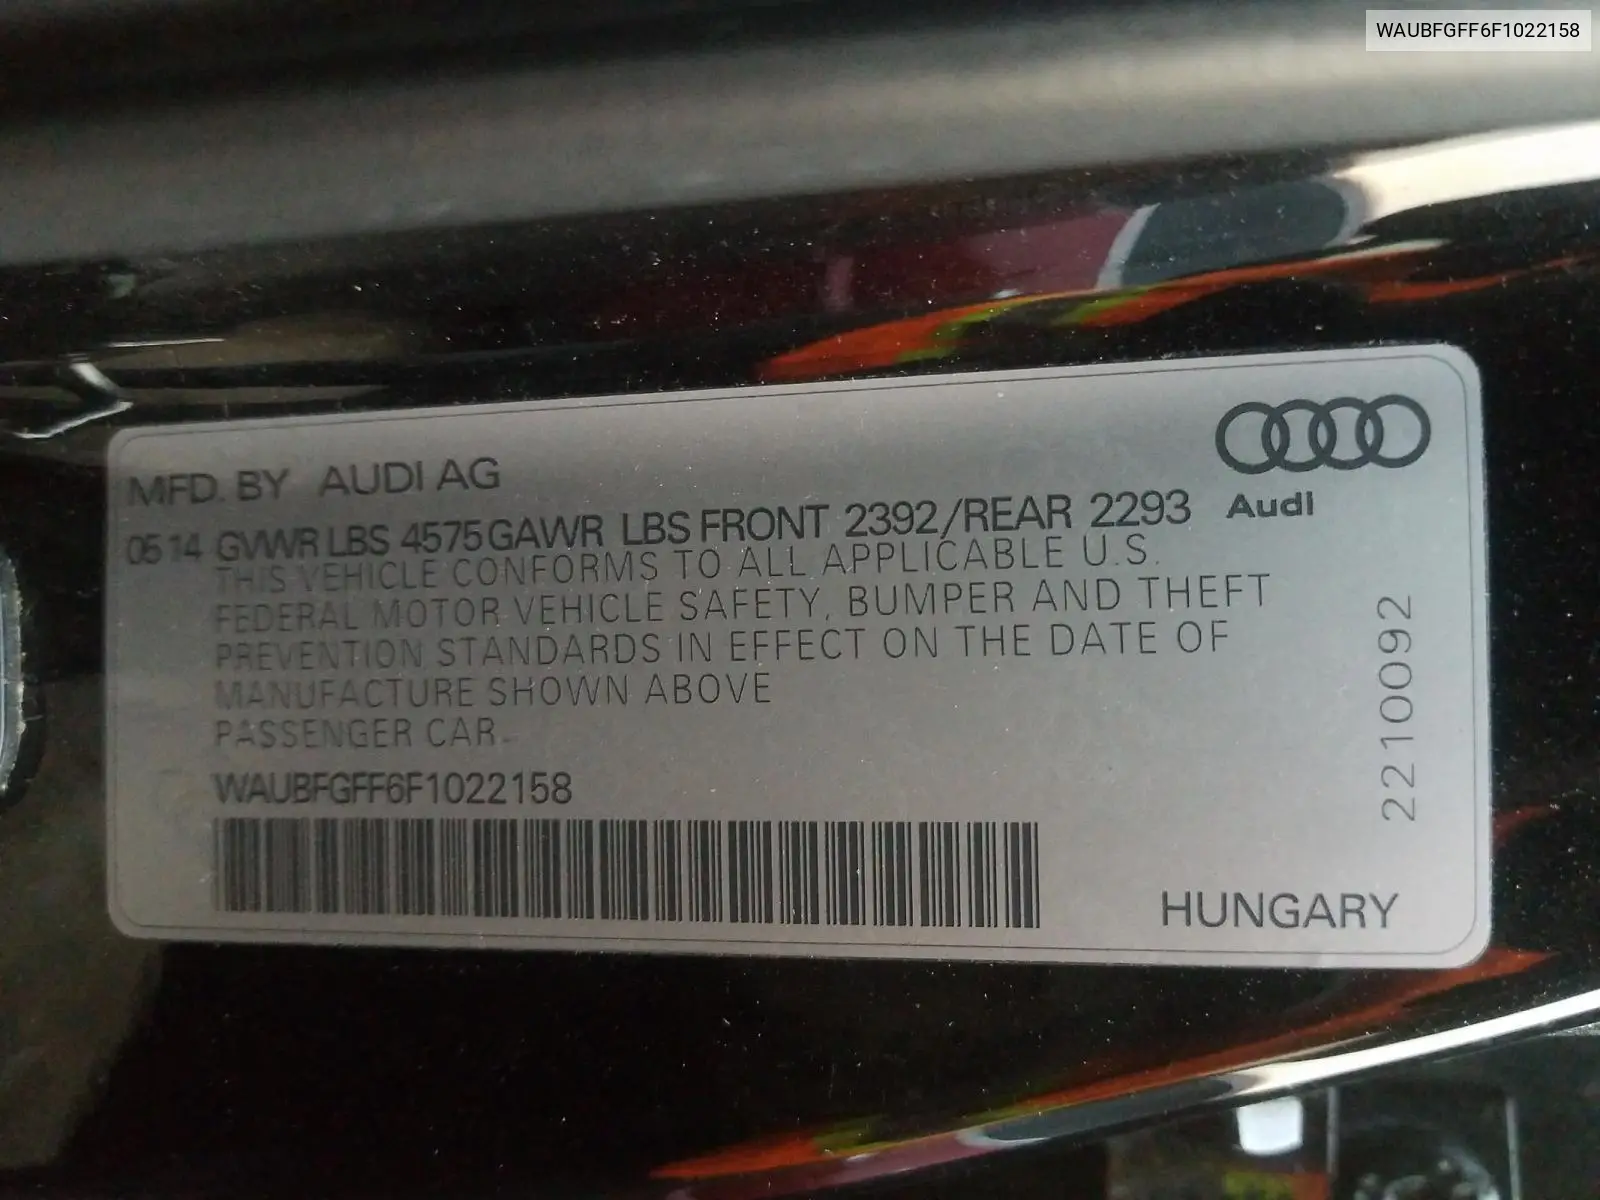 WAUBFGFF6F1022158
MFD. BY AUDI AG
Audi
0514 GVWR LBS 4575 GAWR LBS FRONT 2392/REAR 2293
THIS VEHICLE CONFORMS TO ALL APPLICABLE U.S.
FEDERAL MOTOR VEHICLE SAFETY, BUMPER AND THEFT
PREVENTION STANDARDS IN EFFECT ON THE DATE OF
MANUFACTURE SHOWN ABOVE
PASSENGER CAR.
WAUBFGFF6F1022158
HUNGARY
2210092